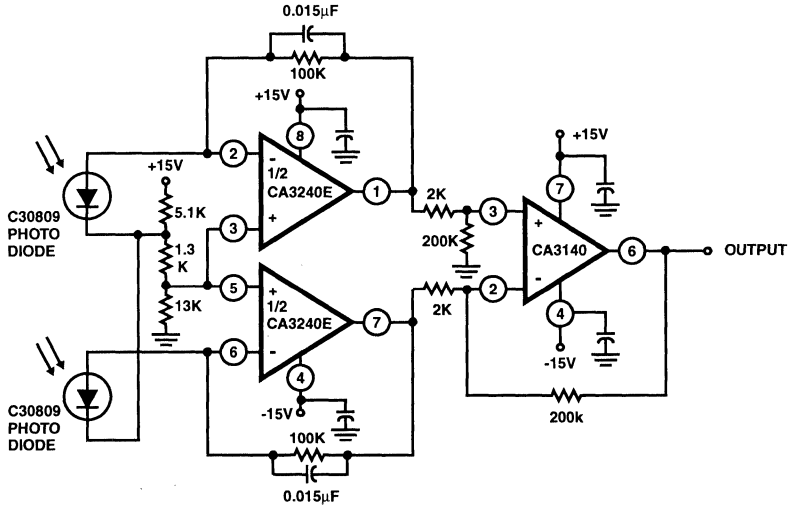 0.015µF
100K
+15V
8
2
-
1/2
CA3240E
1
+
3
+15V
5.1K
1.3
K
13K
C30809
PHOTO
DIODE
5
+
1/2
CA3240E
7
6
-
4
-15V
C30809
PHOTO
DIODE
100K
0.015µF
2K
200K
3
2K
2
+15V
7
+
CA3140
-
6
OUTPUT
4
-15V
200k